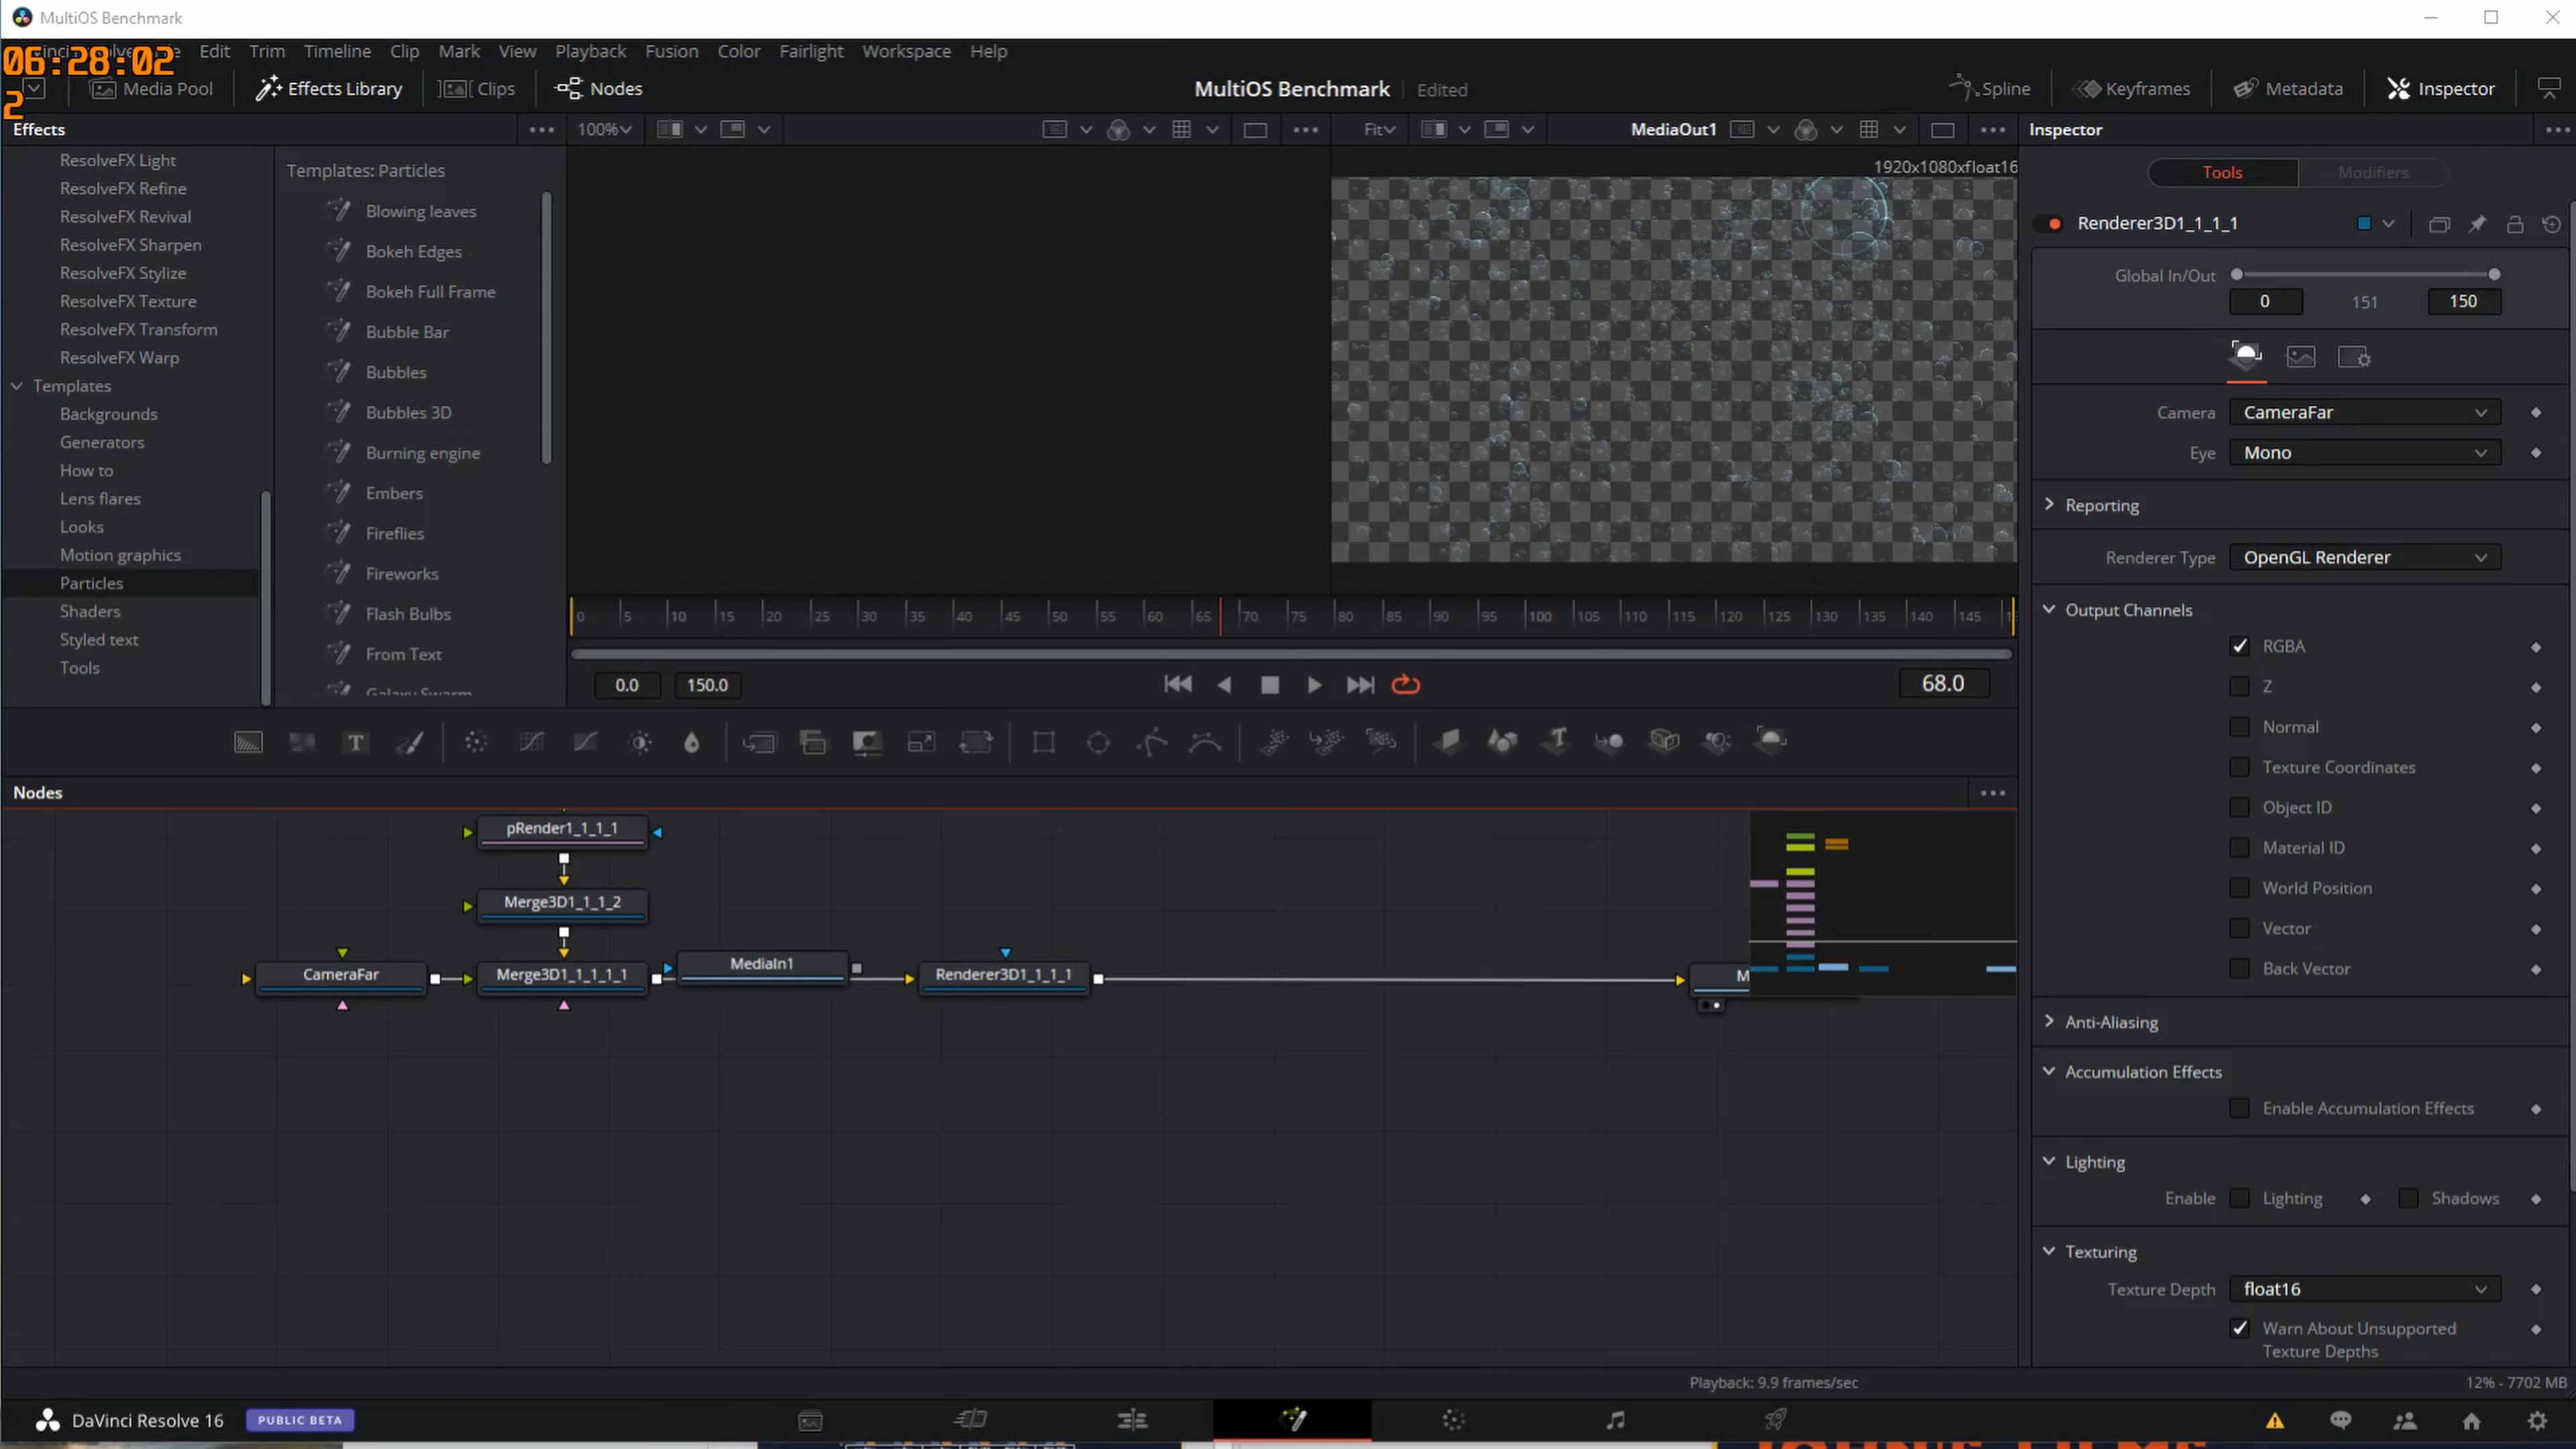 MultiOS Benchmark
06:28:02
2
Edit Trim Timeline Clip Mark View Playback Fusion Color Fairlight Workspace Help
Media Pool Effects Library Clips Nodes MultiOS Benchmark Edited Spline Keyframes Metadata Inspector
Effects 100% Fit MediaOut1 Inspector
1920x1080xfloat16
ResolveFX Light
ResolveFX Refine
ResolveFX Revival
ResolveFX Sharpen
ResolveFX Stylize
ResolveFX Texture
ResolveFX Transform
ResolveFX Warp
Templates
Backgrounds
Generators
How to
Lens flares
Looks
Motion graphics
Particles
Shaders
Styled text
Tools
Templates: Particles
Blowing leaves
Bokeh Edges
Bokeh Full Frame
Bubble Bar
Bubbles
Bubbles 3D
Burning engine
Embers
Fireflies
Fireworks
Flash Bulbs
From Text
Galaxy Swarm
0 5 10 15 20 25 30 35 40 45 50 55 60 65 70 75 80 85 90 95 100 105 110 115 120 125 130 135 140 145
0.0 150.0 68.0
Nodes
pRender1_1_1_1
Merge3D1_1_1_2
CameraFar Merge3D1_1_1_1_1 MediaIn1 Renderer3D1_1_1_1 M
Tools Modifiers
Renderer3D1_1_1_1
Global In/Out
0 151 150
Camera CameraFar
Eye Mono
Reporting
Renderer Type OpenGL Renderer
Output Channels
RGBA
Z
Normal
Texture Coordinates
Object ID
Material ID
World Position
Vector
Back Vector
Anti-Aliasing
Accumulation Effects
Enable Accumulation Effects
Lighting
Enable Lighting Shadows
Texturing
Texture Depth float16
Warn About Unsupported
Texture Depths
Playback: 9.9 frames/sec 12% - 7702 MB
DaVinci Resolve 16 PUBLIC BETA